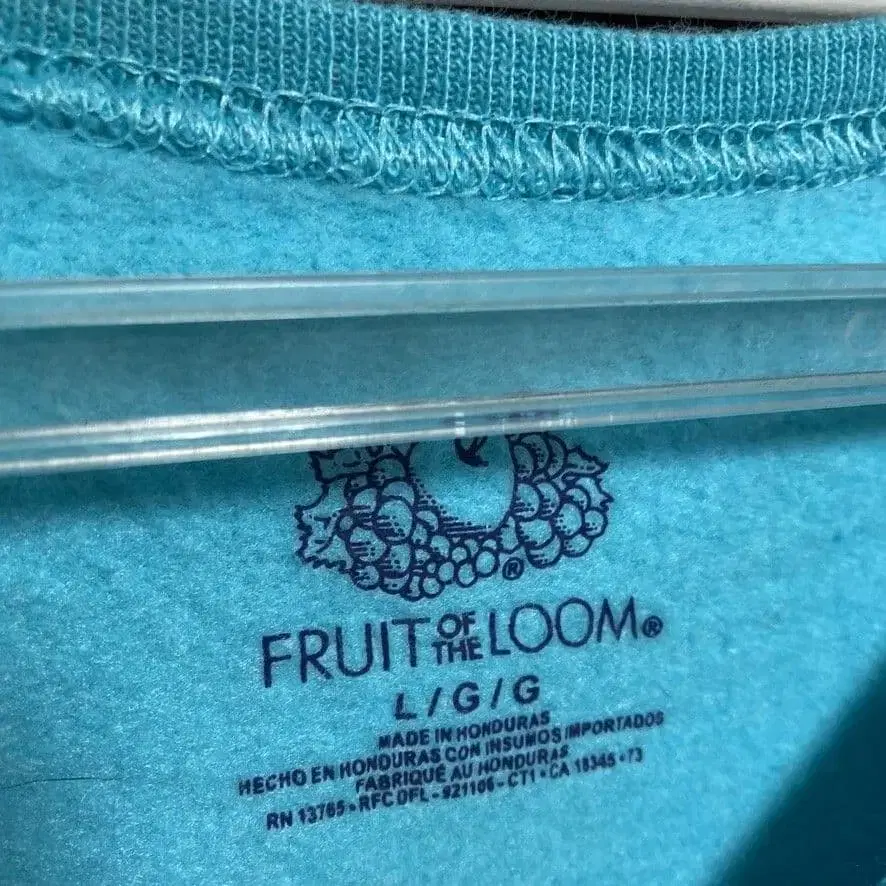 ®
FRUIT OF THE LOOM®
L / G / G
MADE IN HONDURAS
HECHO EN HONDURAS CON INSUMOS IMPORTADOS
FABRIQUÉ AU HONDURAS
RN 13765 • RFC DFL - 921106 - CT1 • CA 19345 • 73